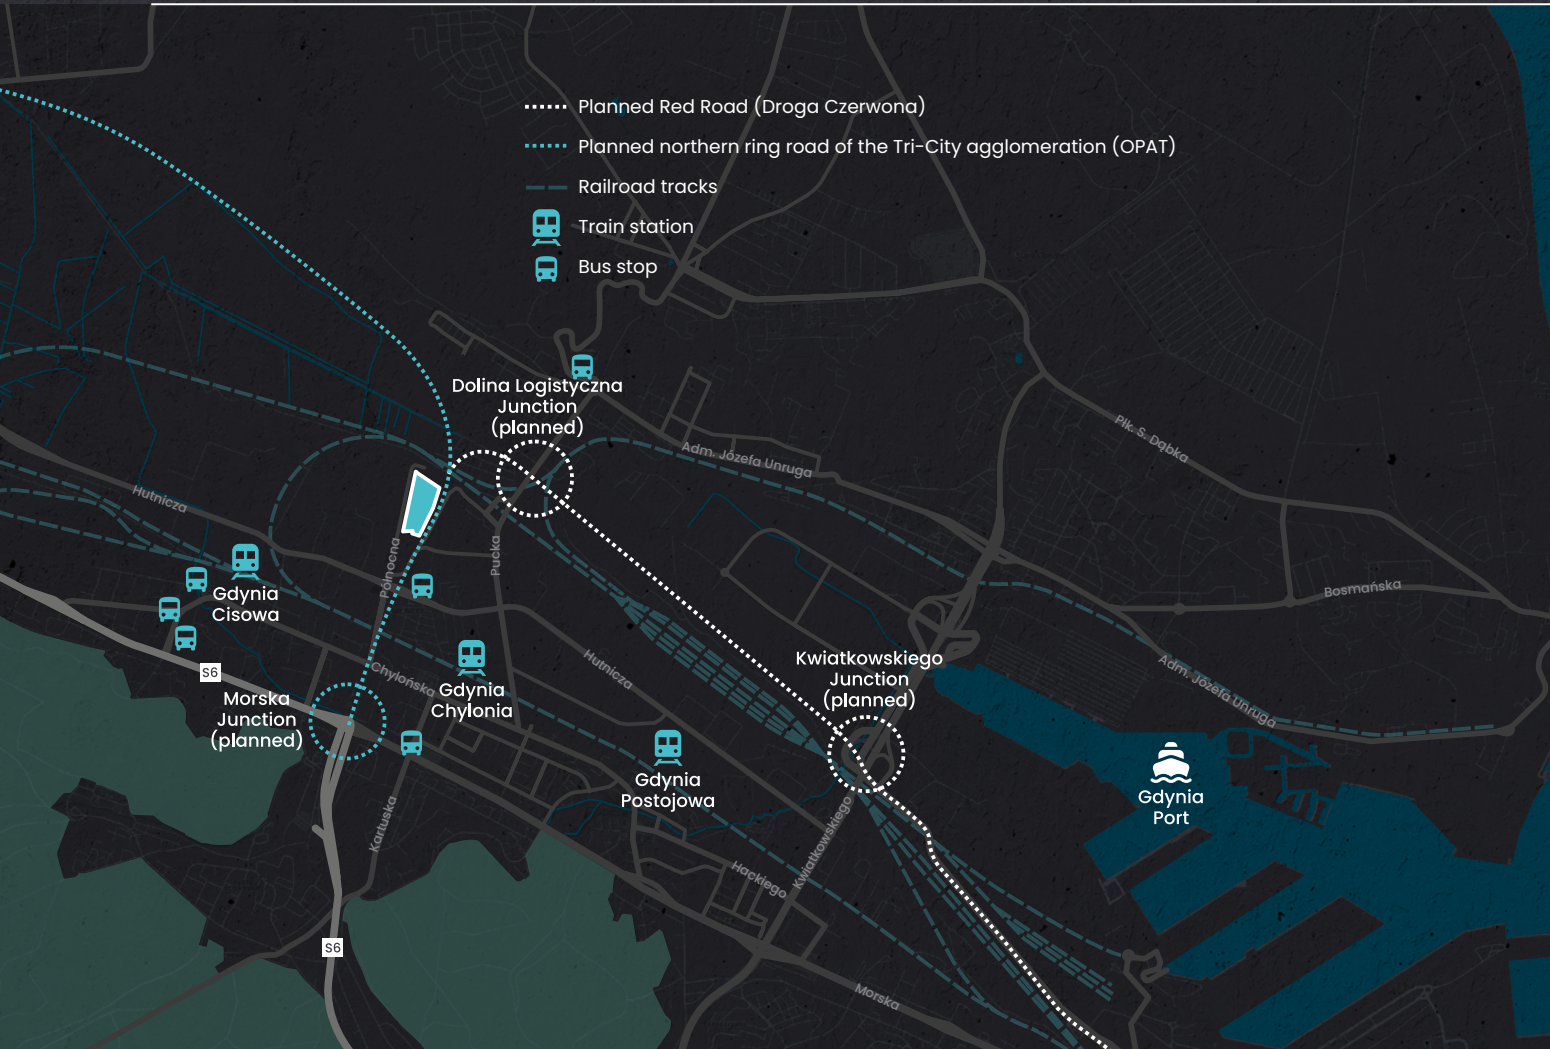 Planned Red Road (Droga Czerwona)
Planned northern ring road of the Tri-City agglomeration (OPAT)
Railroad tracks
Train station
Bus stop
Dolina Logistyczna
Junction
(planned)
Płk. S. Dąbka
Adm. Józefa Unruga
Hutnicza
Północna
Pucka
Gdynia
Cisowa
Bosmańska
S6
Chylońska
Hutnicza
Kwiatkowskiego
Junction
(planned)
Adm. Józefa Unruga
Morska
Junction
(planned)
Gdynia
Chylonia
Gdynia
Postojowa
Gdynia
Port
Kartuska
Kwiatkowskiego
Hackiego
S6
Morska